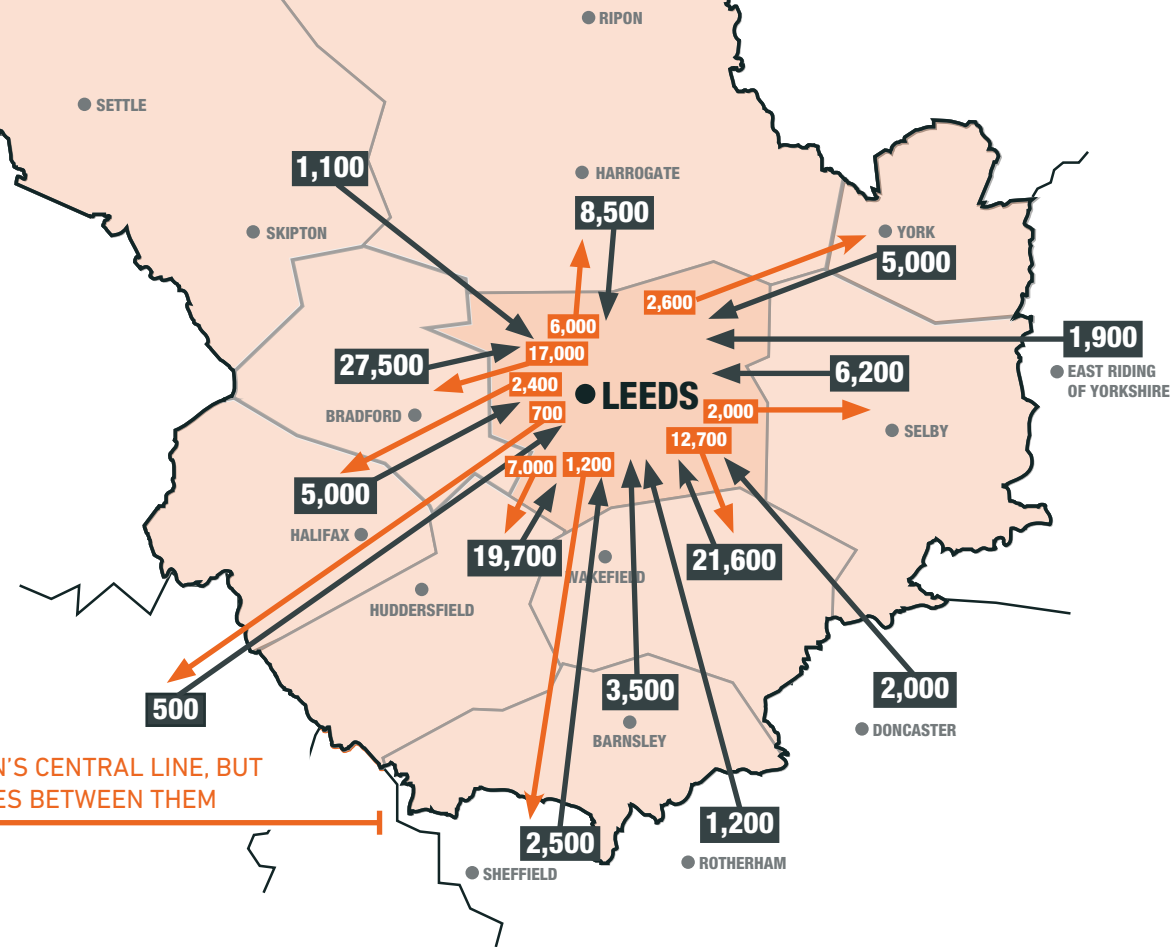 RIPON
SETTLE
1,100
HARROGATE
8,500
SKIPTON
YORK
5,000
2,600
6,000
1,900
17,000
27,500
EAST RIDING
OF YORKSHIRE
6,200
2,400
LEEDS
BRADFORD
700
2,000
SELBY
12,700
7,000
1,200
5,000
HALIFAX
19,700
21,600
WAKEFIELD
HUDDERSFIELD
500
3,500
2,000
BARNSLEY
DONCASTER
N'S CENTRAL LINE, BUT
ES BETWEEN THEM
1,200
2,500
ROTHERHAM
SHEFFIELD